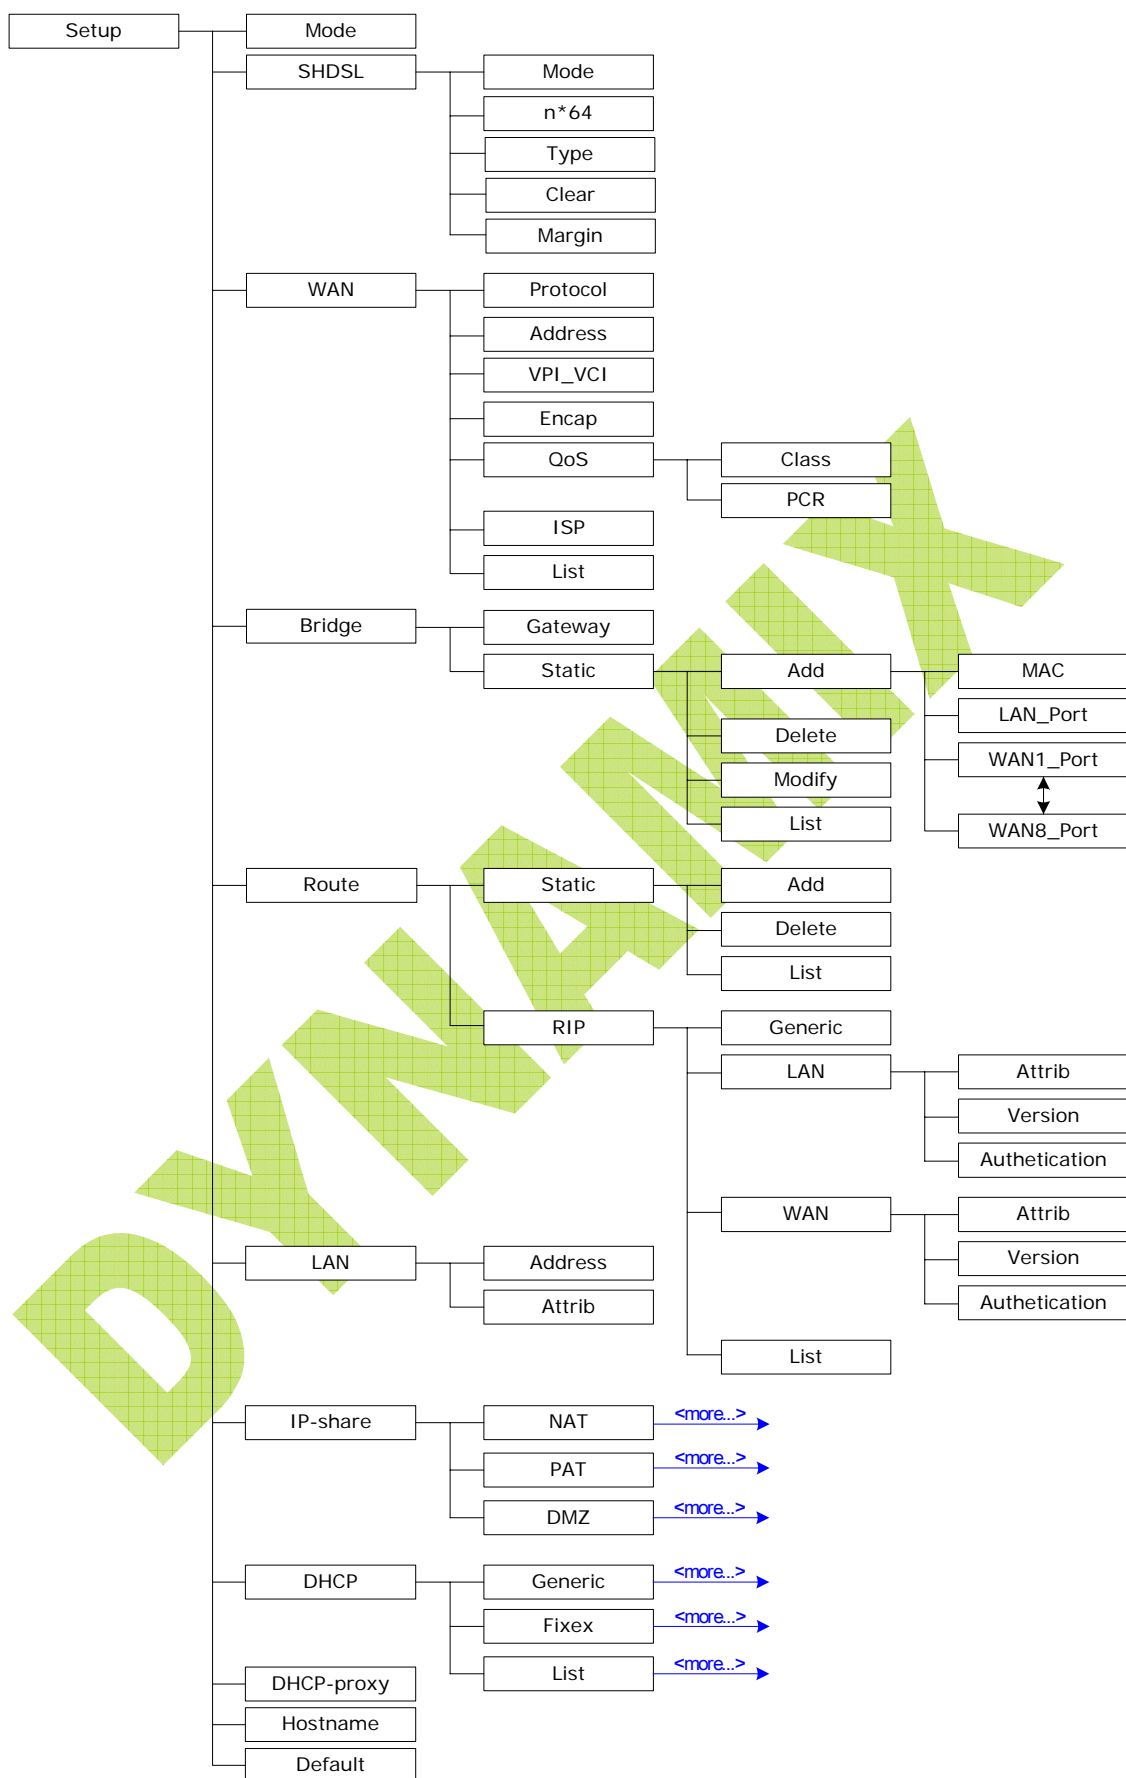 Setup
Mode
SHDSL
Mode
n*64
Type
Clear
Margin
WAN
Protocol
Address
VPI_VCI
Encap
QoS
Class
PCR
ISP
List
Bridge
Gateway
Static
Add
MAC
LAN_Port
Delete
WAN1_Port
Modify
List
WAN8_Port
Route
Static
Add
Delete
List
RIP
Generic
LAN
Attrib
Version
Authetication
WAN
Attrib
Version
Authetication
List
LAN
Address
Attrib
IP-share
NAT
<more...>
PAT
<more...>
DMZ
<more...>
DHCP
Generic
<more...>
Fixex
<more...>
List
<more...>
DHCP-proxy
Hostname
Default
DYNAMIX